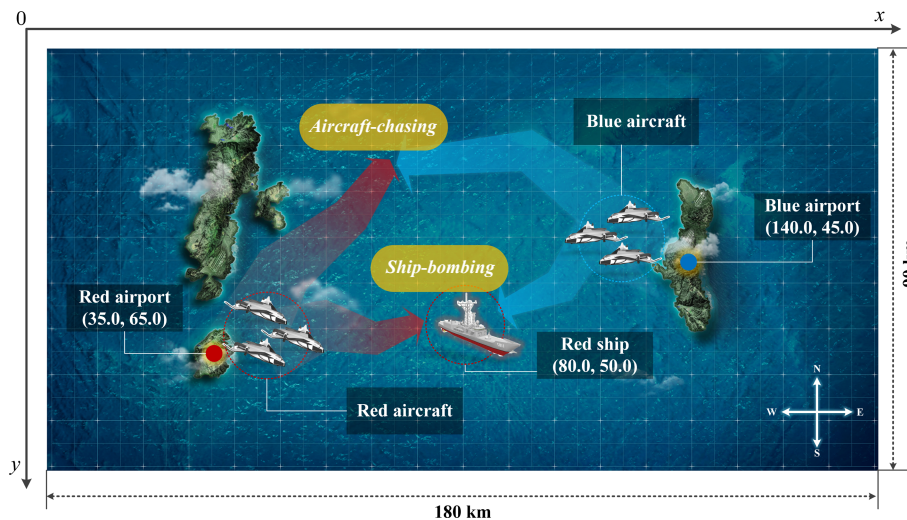 0
x
Aircraft-chasing
Blue aircraft
Blue airport
(140.0, 45.0)
Ship-bombing
Red airport
(35.0, 65.0)
Red ship
(80.0, 50.0)
Red aircraft
N
W
E
S
y
180 km